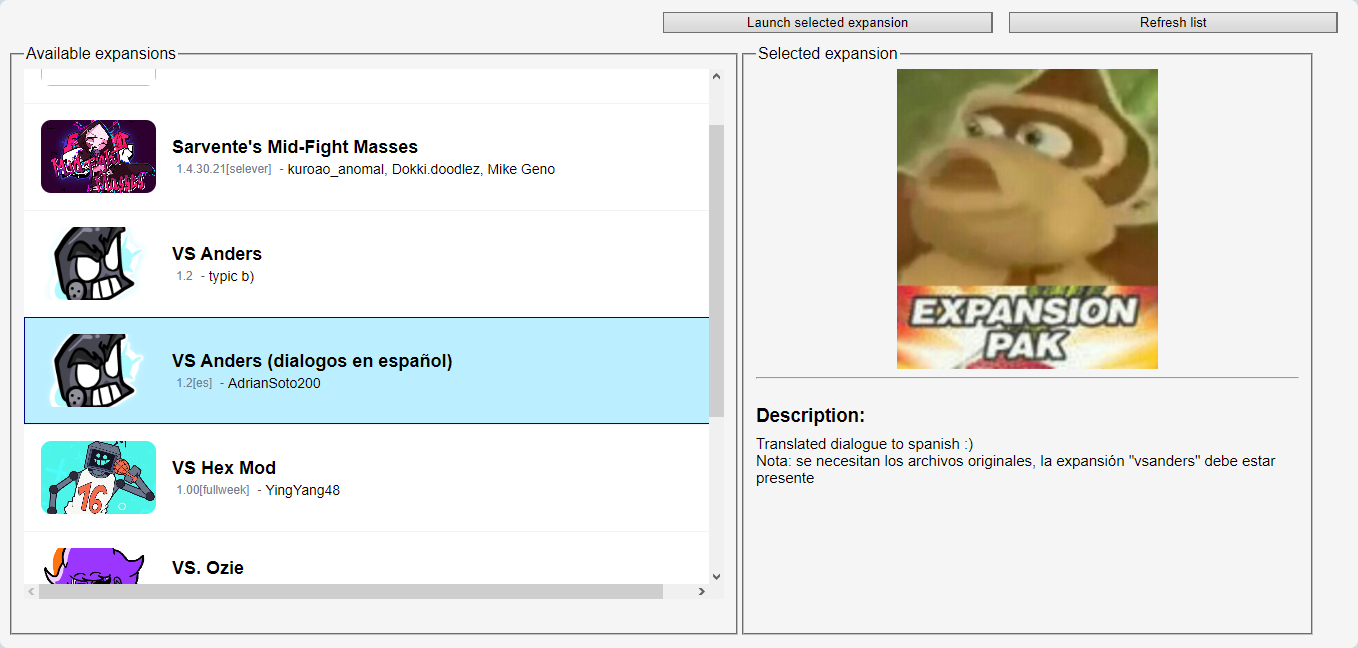 Launch selected expansion
Refresh list
Available expansions
Sarvente's Mid-Fight Masses
1.4.30.21[selever] - kuroao_anomal, Dokki.doodlez, Mike Geno
VS Anders
1.2 - typic b)
VS Anders (dialogos en español)
1.2[es] - AdrianSoto200
VS Hex Mod
16
1.00[fullweek] - YingYang48
VS. Ozie
Selected expansion
EXPANSION
PAK
Description:
Translated dialogue to spanish :)
Nota: se necesitan los archivos originales, la expansión "vsanders" debe estar
presente